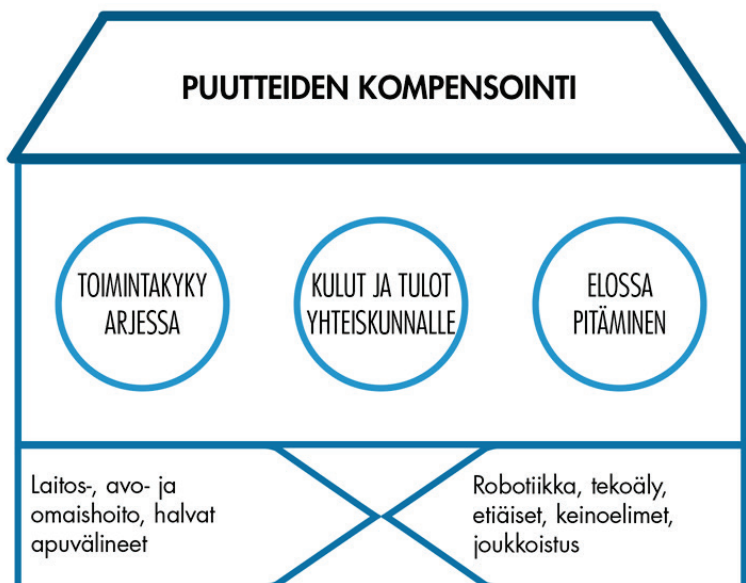 PUUTTEIDEN KOMPENSOINTI
TOIMINTAKYKY
ARJESSA
KULUT JA TULOT
YHTEISKUNNALLE
ELOSSA
PITÄMINEN
Laitos-, avo- ja
omaishoito, halvat
apuvälineet
Robotiikka, tekoäly,
etiäiset, keinoelimet,
joukkoistus